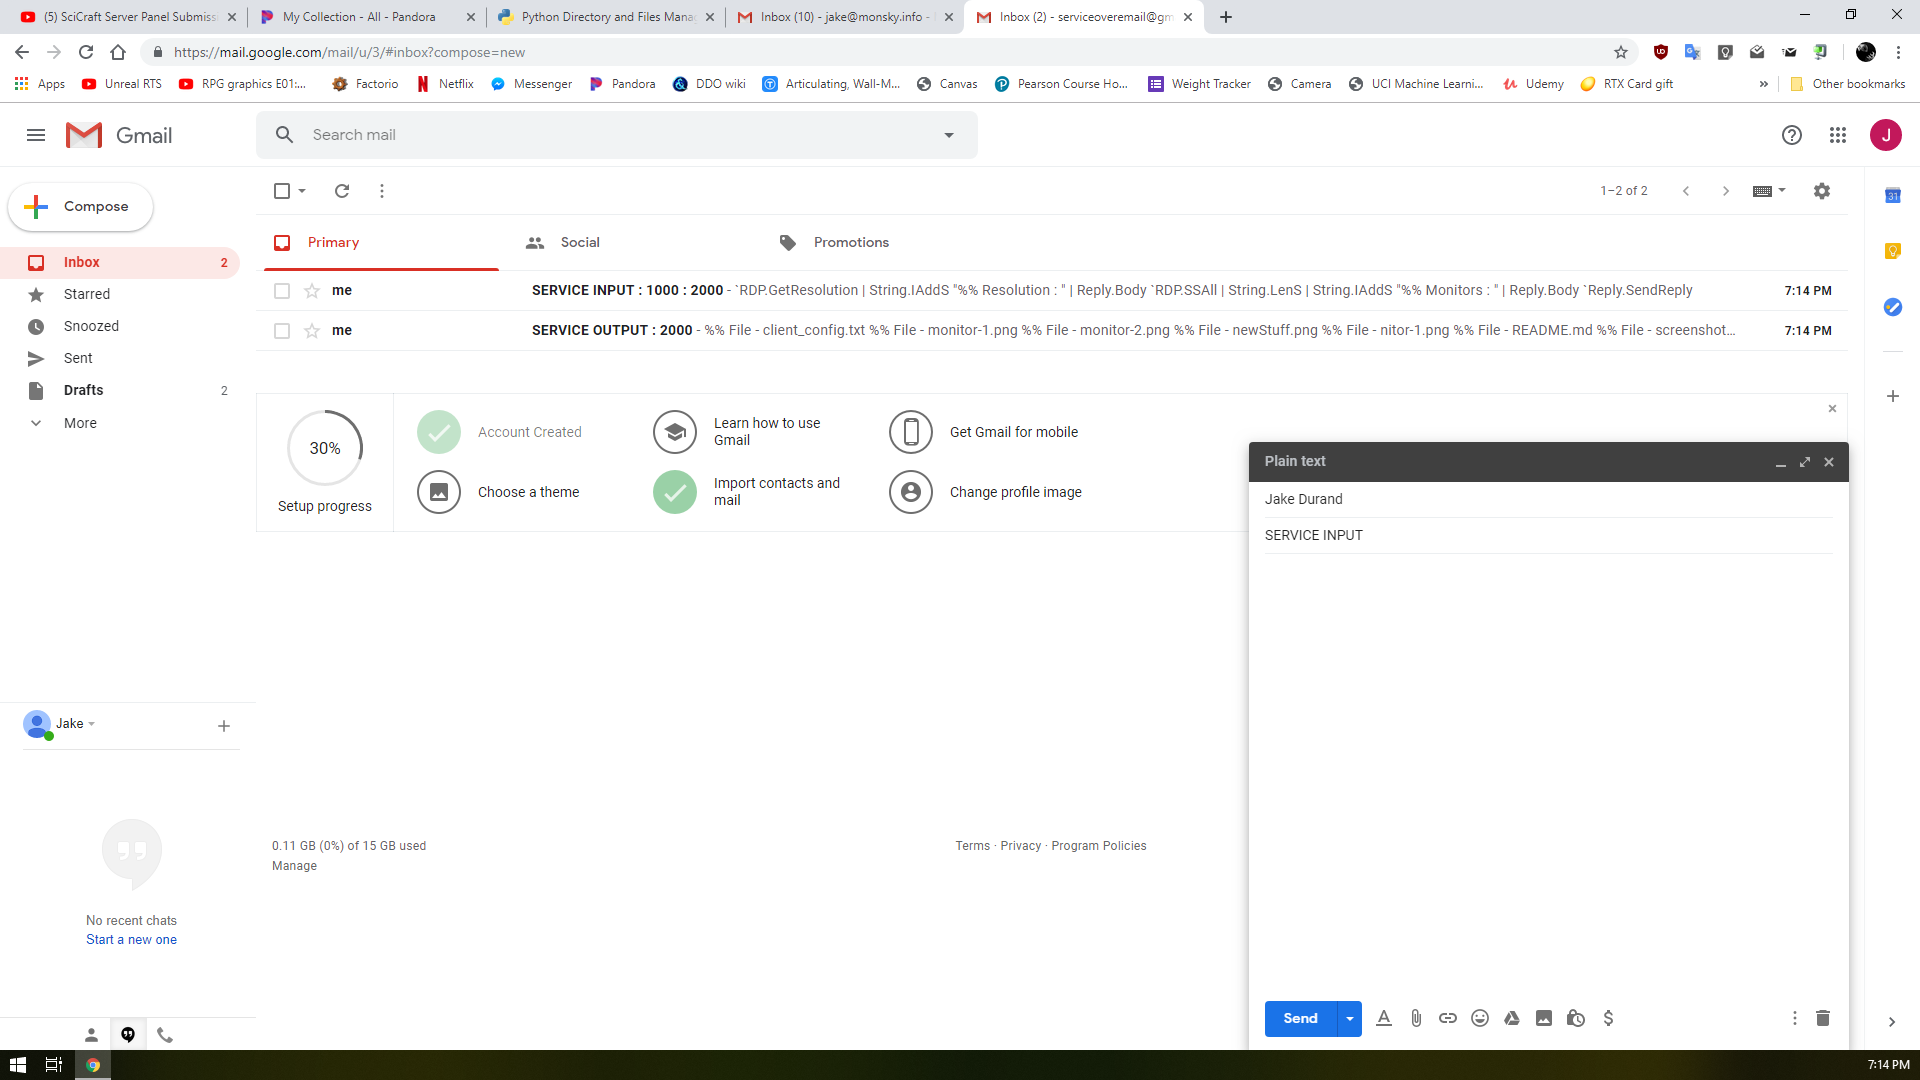 (5) SciCraft Server Panel Submiss
My Collection - All - Pandora
Python Directory and Files Mana
Inbox (10) - jake@monsky.info -
Inbox (2) - serviceoveremail@gm
https://mail.google.com/mail/u/3/#inbox?compose=new
Apps
Unreal RTS
RPG graphics E01:...
Factorio
Netflix
Messenger
Pandora
DDO wiki
Articulating, Wall-M...
Canvas
Pearson Course Ho...
Weight Tracker
Camera
UCI Machine Learni...
Udemy
RTX Card gift
»
Other bookmarks
Gmail
Search mail
J
Compose
1–2 of 2
31
Primary
Social
Promotions
Inbox 2
Starred
Snoozed
Sent
Drafts 2
More
me SERVICE INPUT : 1000 : 2000 - `RDP.GetResolution | String.IAddS "%% Resolution : " | Reply.Body `RDP.SSAll | String.LenS | String.IAddS "%% Monitors : " | Reply.Body `Reply.SendReply 7:14 PM
me SERVICE OUTPUT : 2000 - %% File - client_config.txt %% File - monitor-1.png %% File - monitor-2.png %% File - newStuff.png %% File - nitor-1.png %% File - README.md %% File - screenshot... 7:14 PM
30%
Setup progress
Account Created
Learn how to use
Gmail
Get Gmail for mobile
Choose a theme
Import contacts and
mail
Change profile image
Plain text
Jake Durand
SERVICE INPUT
Send
Jake
No recent chats
Start a new one
0.11 GB (0%) of 15 GB used
Manage
Terms · Privacy · Program Policies
7:14 PM